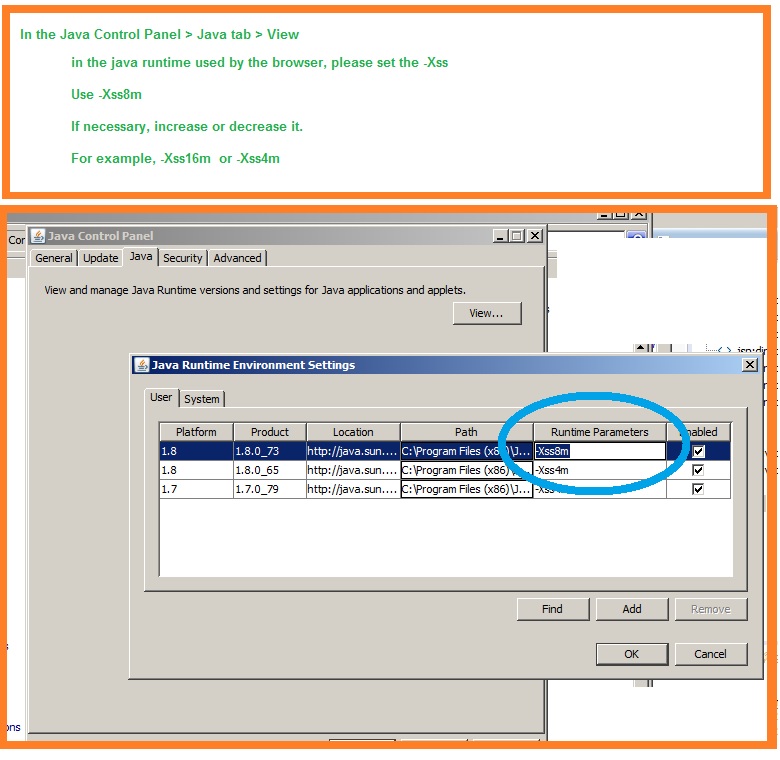 In the Java Control Panel > Java tab > View
in the java runtime used by the browser, please set the -Xss
Use -Xss8m
If necessary, increase or decrease it.
For example, -Xss16m or -Xss4m
Cor
Java Control Panel
General Update Java Security Advanced
View and manage Java Runtime versions and settings for Java applications and applets.
View...
Java Runtime Environment Settings
User System
Platform Product Location Path Runtime Parameters nabled
1.8 1.8.0_73 http://java.sun.... C:\Program Files (x86)\J... -Xss8m
1.8 1.8.0_65 http://java.sun.... C:\Program Files (x86)\J... -Xss4m
1.7 1.7.0_79 http://java.sun.... C:\Program Files (x86)\J...
Find Add Remove
OK Cancel
ons